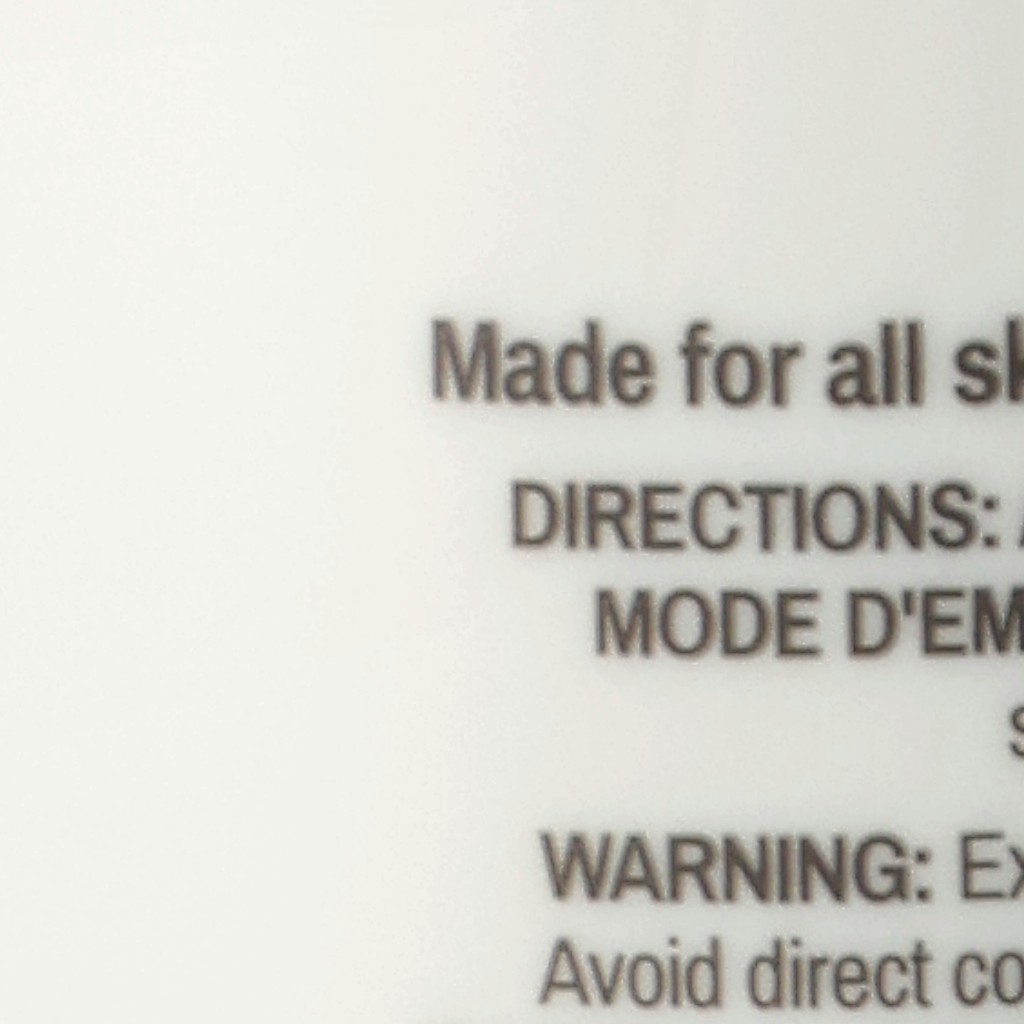 Made for all sk
DIRECTIONS:
MODE D'EM
s
WARNING: Ex
Avoid direct co